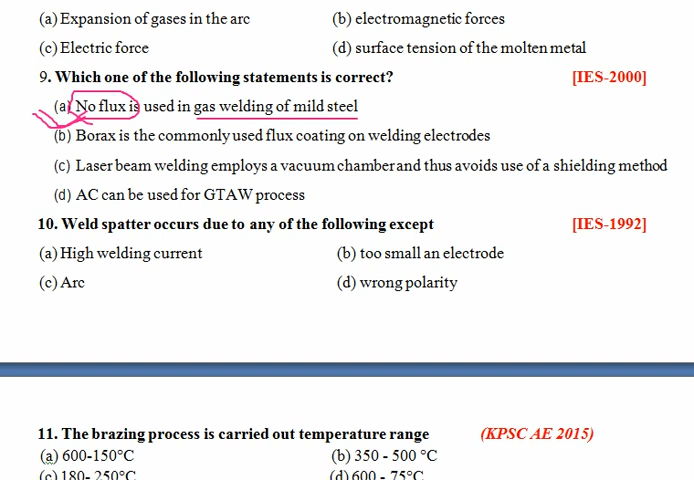 (a) Expansion of gases in the arc (b) electromagnetic forces
(c) Electric force (d) surface tension of the molten metal
9. Which one of the following statements is correct? [IES-2000]
(a) No flux is used in gas welding of mild steel
(b) Borax is the commonly used flux coating on welding electrodes
(c) Laser beam welding employs a vacuum chamber and thus avoids use of a shielding method
(d) AC can be used for GTAW process
10. Weld spatter occurs due to any of the following except [IES-1992]
(a) High welding current (b) too small an electrode
(c) Arc (d) wrong polarity
11. The brazing process is carried out temperature range (KPSC AE 2015)
(a) 600-150°C (b) 350 - 500 °C
(c) 180- 250°C (d) 600 - 75°C